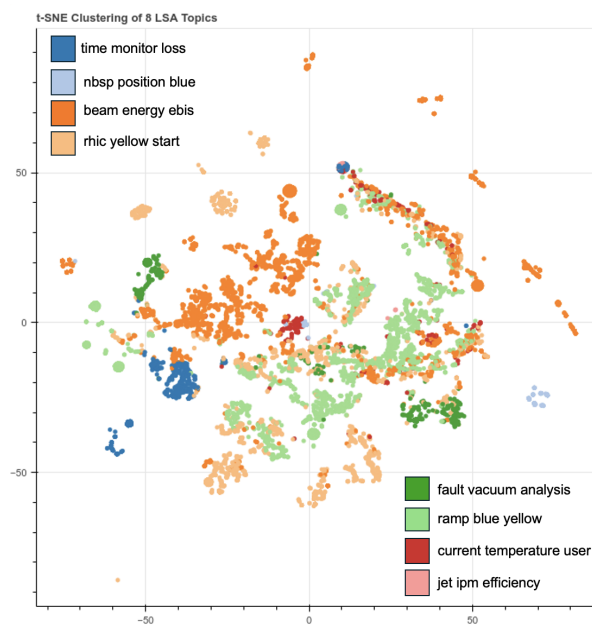 t-SNE Clustering of 8 LSA Topics
time monitor loss
nbsp position blue
beam energy ebis
rhic yellow start
50
0
−50
fault vacuum analysis
ramp blue yellow
current temperature user
jet ipm efficiency
−50
0
50